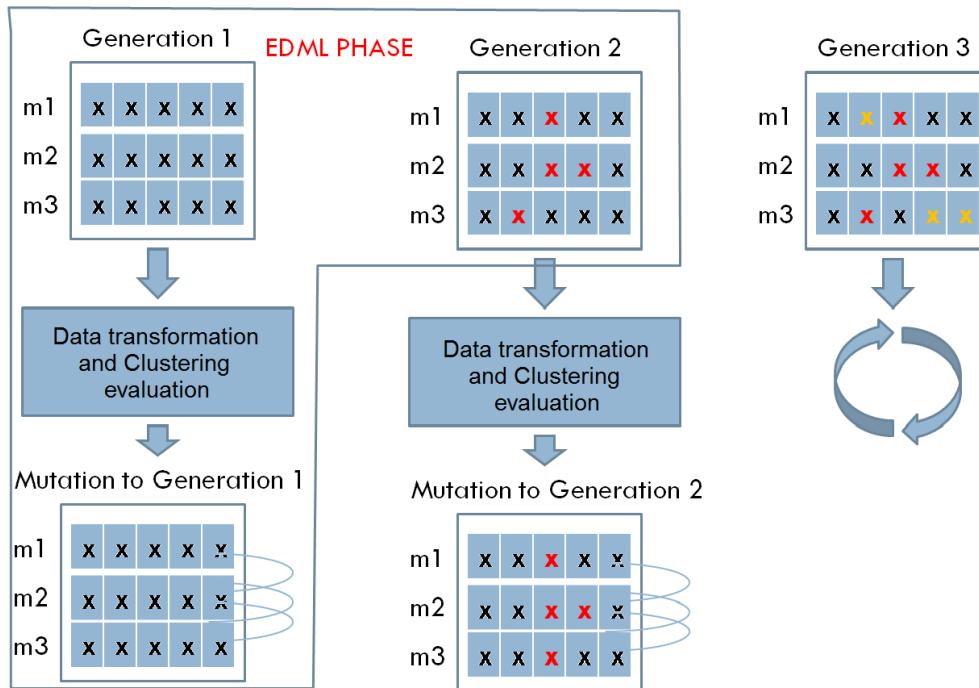 Generation 1
EDML PHASE
m1 x x x x x
m2 x x x x x
m3 x x x x x
Data transformation
and Clustering
evaluation
Mutation to Generation 1
m1 x x x x x
m2 x x x x x
m3 x x x x x
Generation 2
m1 x x x x x
m2 x x x x x
m3 x x x x x
Data transformation
and Clustering
evaluation
Mutation to Generation 2
m1 x x x x x
m2 x x x x x
m3 x x x x x
Generation 3
m1 x x x x x
m2 x x x x x
m3 x x x x x